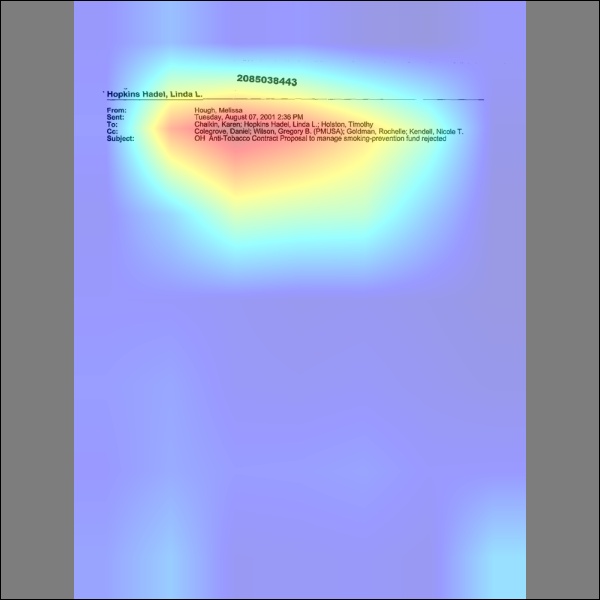 2085038443
Hopkins Hadel, Linda L.
From: Hough, Melissa
Sent: Tuesday, August 07, 2001 2:36 PM
To: Chaikin, Karen; Hopkins Hadel, Linda L.; Holston, Timothy
Cc: Colegrove, Daniel; Wilson, Gregory B. (PMUSA); Goldman, Rochelle; Kendell, Nicole T.
Subject: OH Anti-Tobacco Contract Proposal to manage smoking-prevention fund rejected